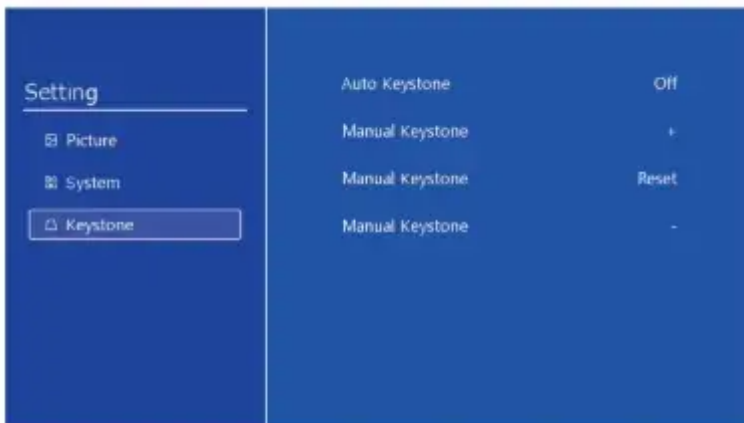 Setting
Picture
System
Keystone
Auto Keystone Off
Manual Keystone +
Manual Keystone Reset
Manual Keystone -